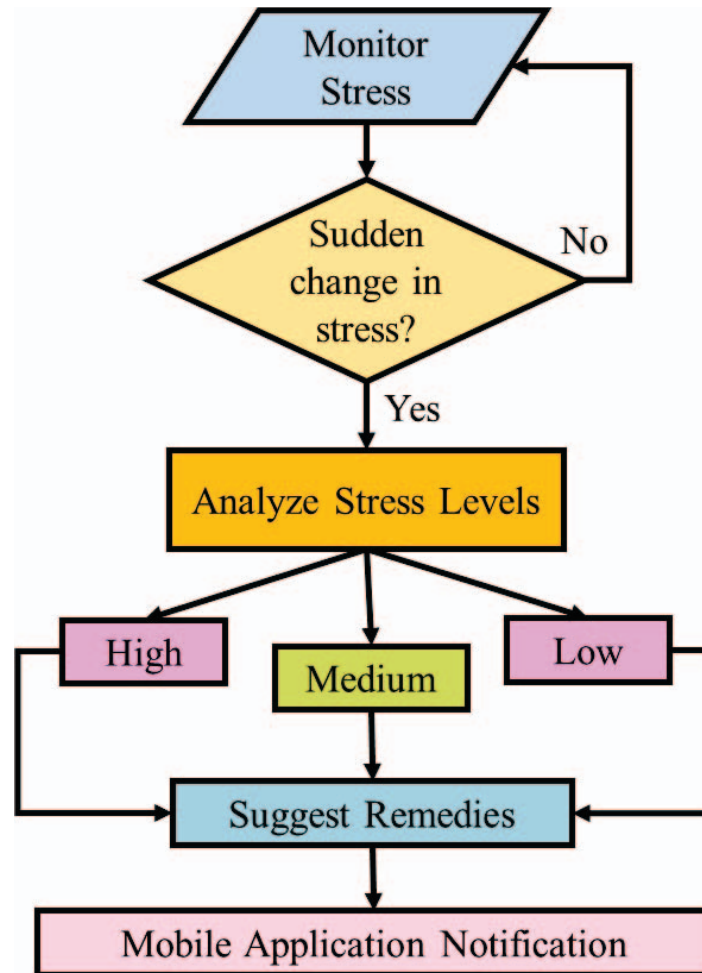 Monitor
Stress
Sudden
change in
stress?
No
Yes
Analyze Stress Levels
High
Medium
Low
Suggest Remedies
Mobile Application Notification